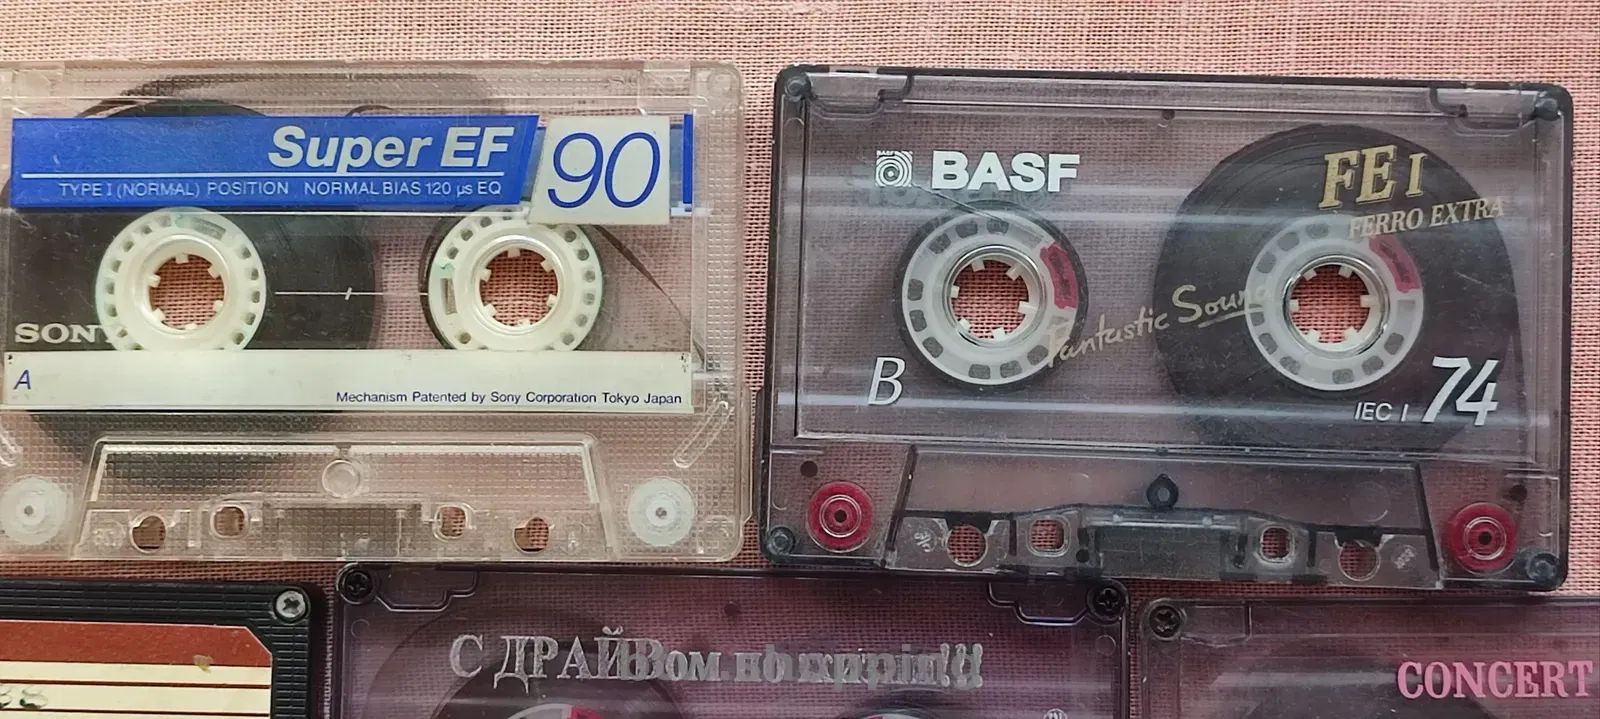 Super EF
90
TYPE I (NORMAL) POSITION NORMAL BIAS 120 µs EQ
SONY
A
Mechanism Patented by Sony Corporation Tokyo Japan
BASF
FE I
FERRO EXTRA
Fantastic Sound
B
IEC I 74
С ДРАЙВом по
CONCERT